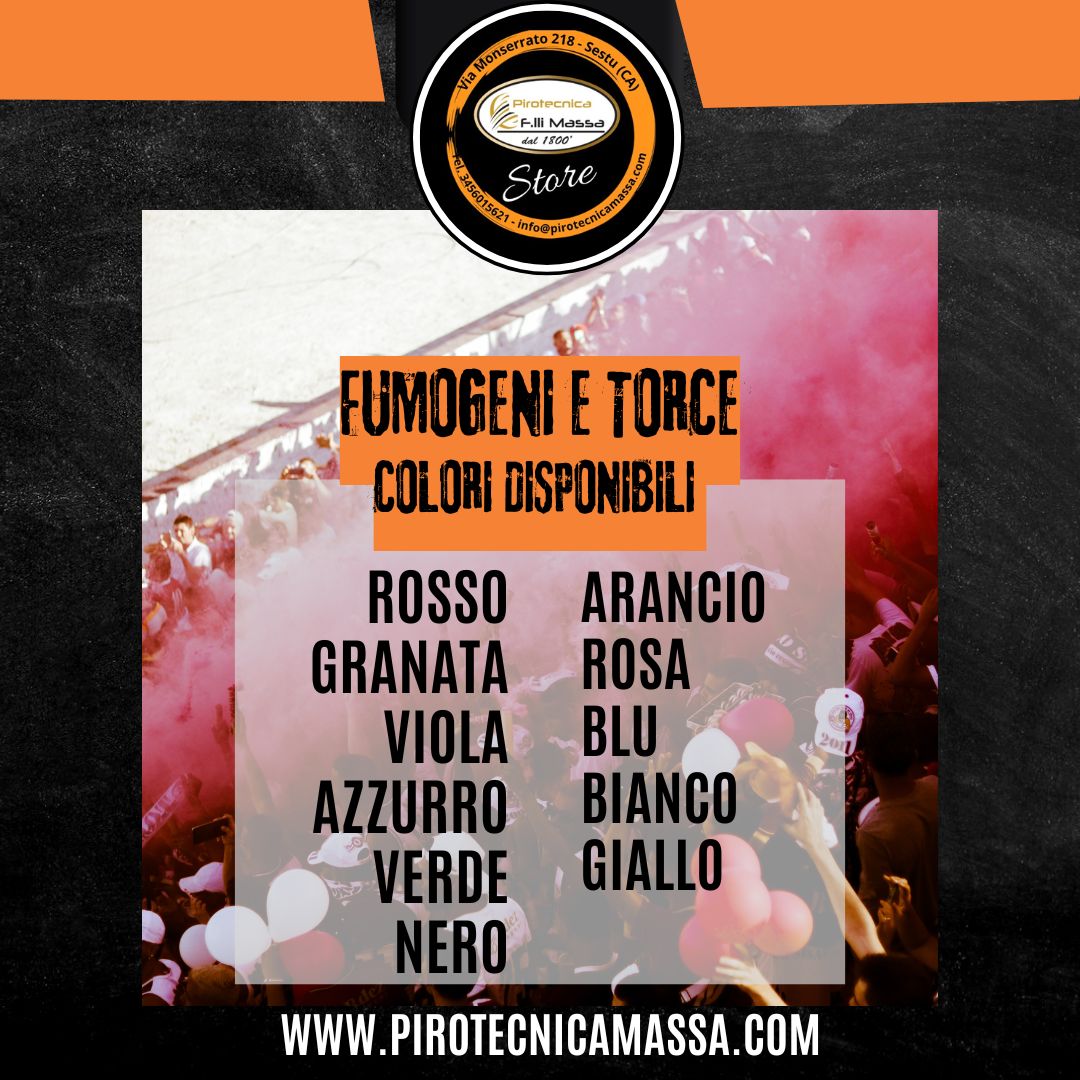 Via Monserrato 218 - Sestu (CA)
Pirotecnica
F.lli Massa
dal 1800'
Store
Tel. 3456015621 - info@pirotecnicamassa.com
FUMOGENI E TORCE
COLORI DISPONIBILI
ROSSO
GRANATA
VIOLA
AZZURRO
VERDE
NERO
ARANCIO
ROSA
BLU
BIANCO
GIALLO
2011
WWW.PIROTECNICAMASSA.COM